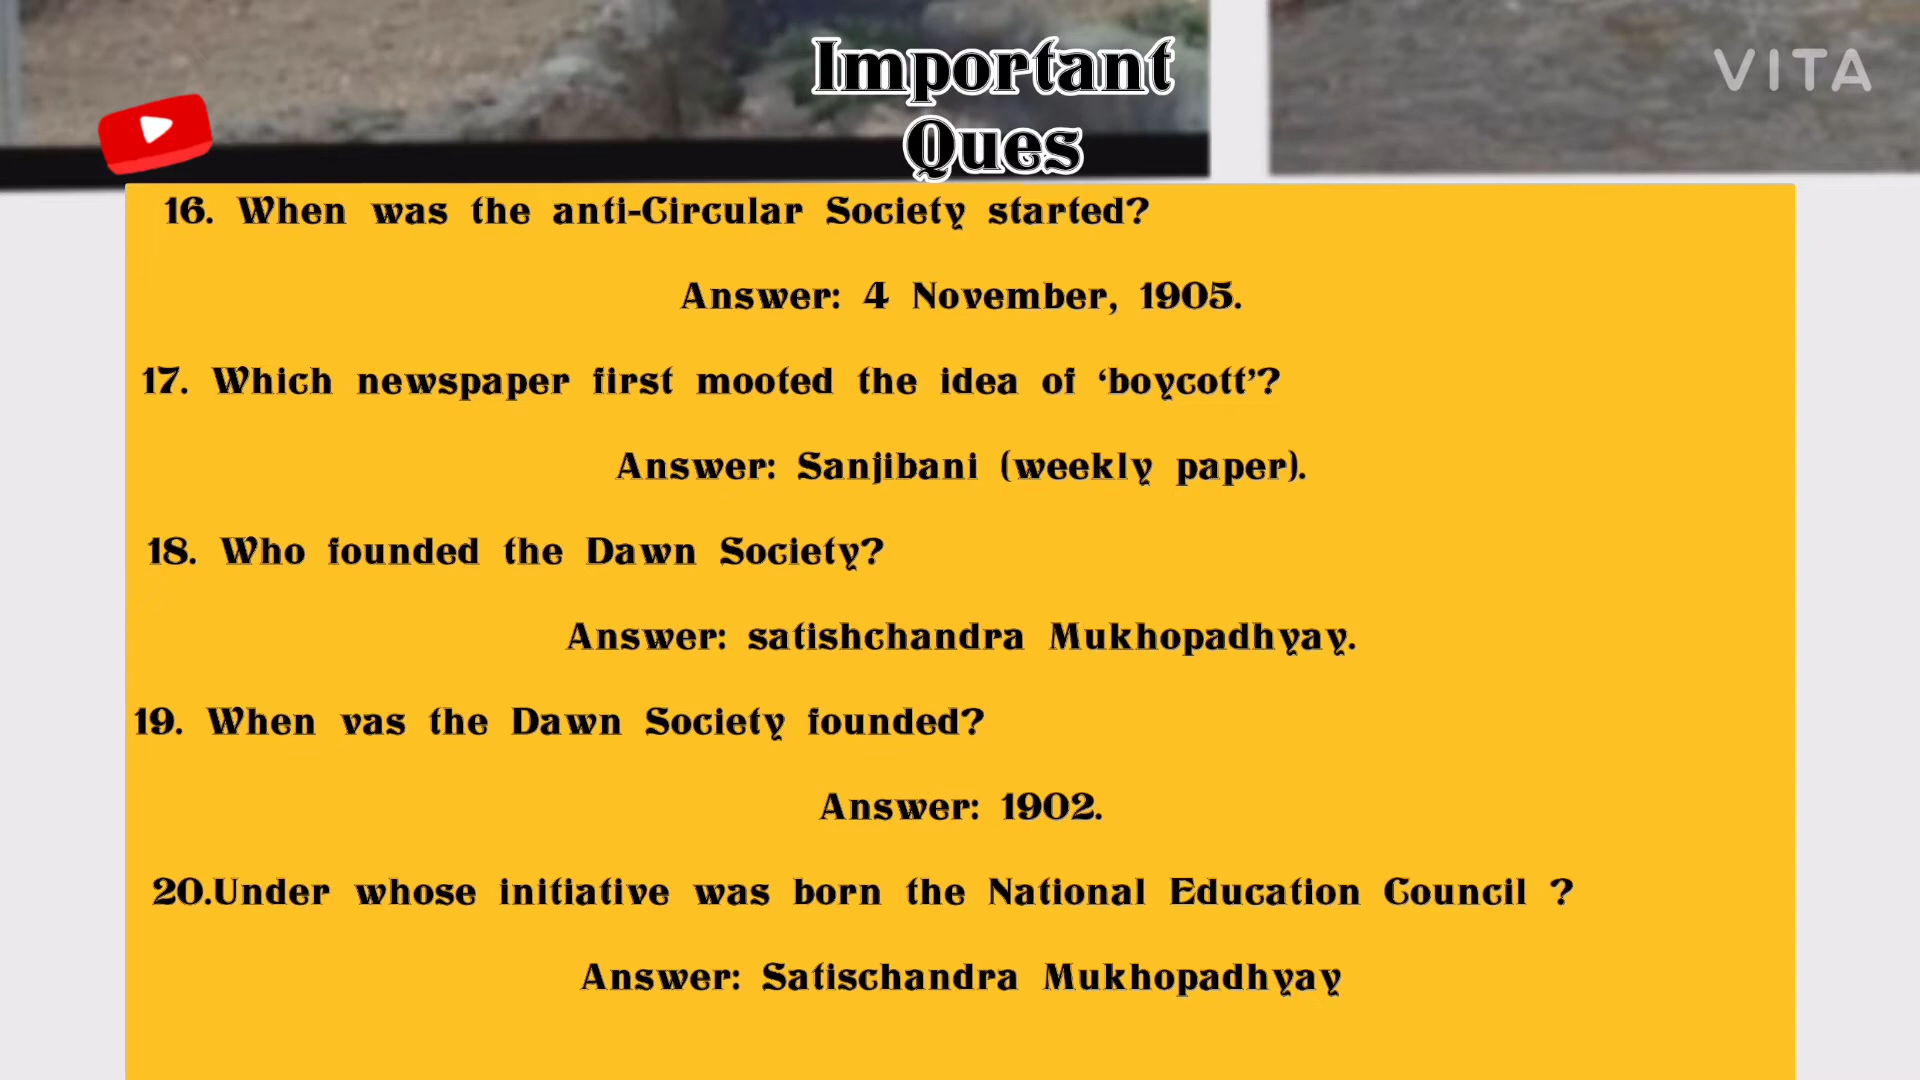 Important
Ques
VITA
16. When was the anti-Circular Society started?
Answer: 4 November, 1905.
17. Which newspaper first mooted the idea of ‘boycott’?
Answer: Sanjibani (weekly paper).
18. Who founded the Dawn Society?
Answer: satishchandra Mukhopadhyay.
19. When vas the Dawn Society founded?
Answer: 1902.
20.Under whose initiative was born the National Education Council ?
Answer: Satischandra Mukhopadhyay